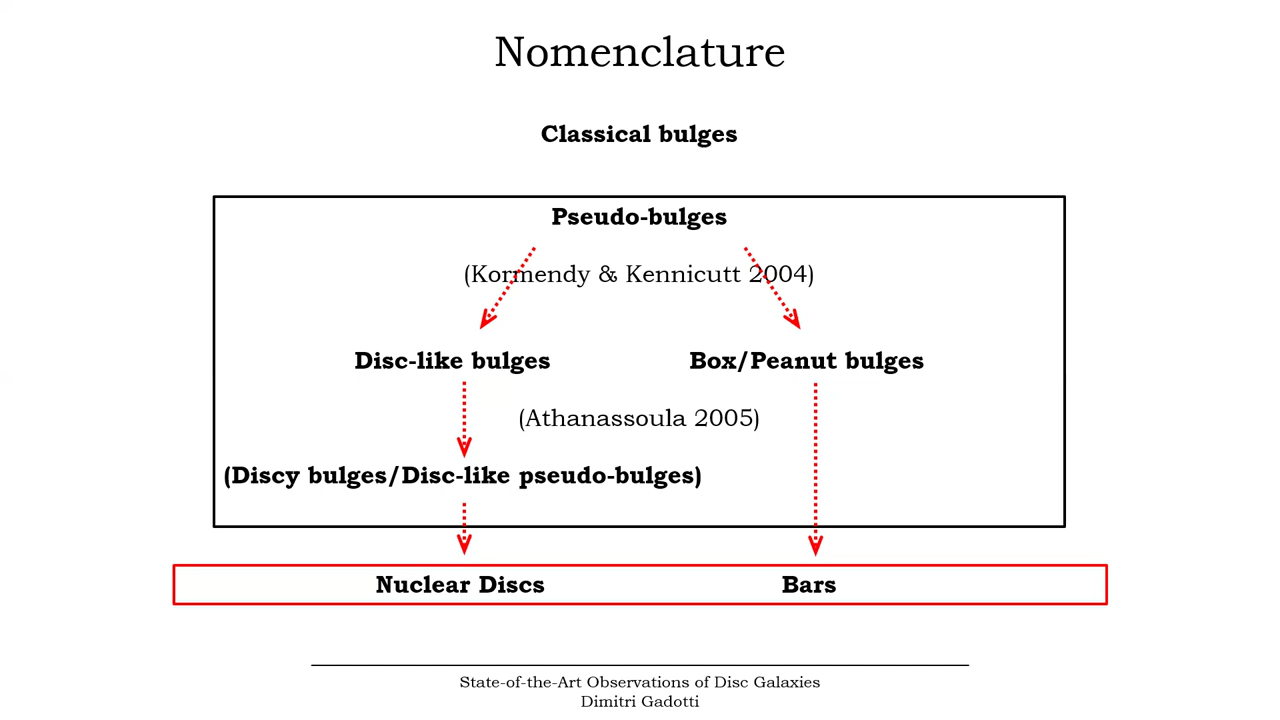 Nomenclature
Classical bulges
Pseudo-bulges
(Kormendy & Kennicutt 2004)
Disc-like bulges Box/Peanut bulges
(Athanassoula 2005)
(Discy bulges/Disc-like pseudo-bulges)
Nuclear Discs Bars
State-of-the-Art Observations of Disc Galaxies
Dimitri Gadotti